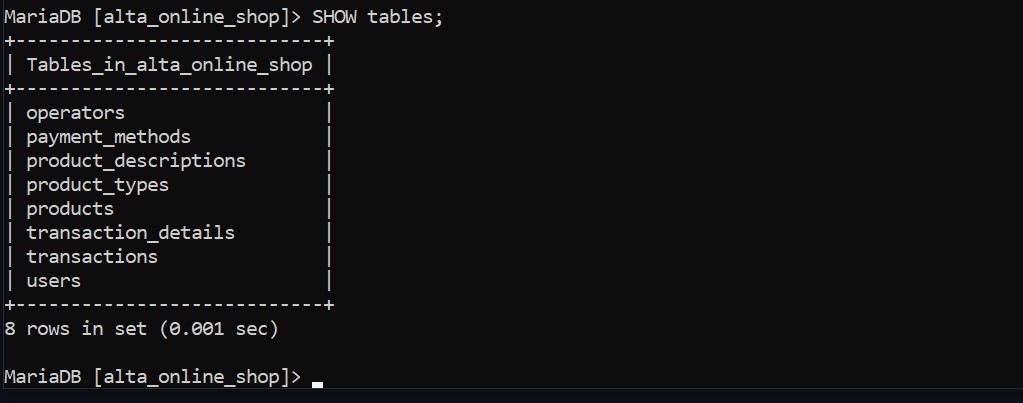 MariaDB [alta_online_shop]> SHOW tables;
+----------------------------+
| Tables_in_alta_online_shop |
+----------------------------+
| operators                  |
| payment_methods            |
| product_descriptions       |
| product_types              |
| products                   |
| transaction_details        |
| transactions               |
| users                      |
+----------------------------+
8 rows in set (0.001 sec)
MariaDB [alta_online_shop]>